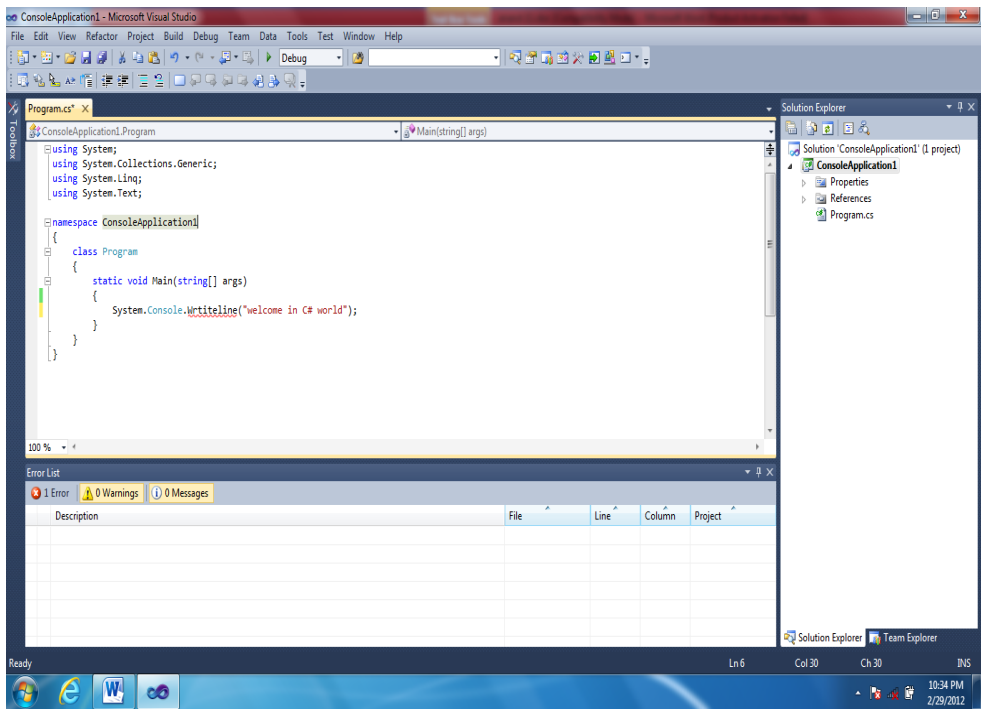 ConsoleApplication1 - Microsoft Visual Studio
File Edit View Refactor Project Build Debug Team Data Tools Test Window Help
Debug
Program.cs* X
Toolbox
ConsoleApplication1.Program
Main(string[] args)
using System;
using System.Collections.Generic;
using System.Linq;
using System.Text;
namespace ConsoleApplication1
{
class Program
{
static void Main(string[] args)
{
System.Console.Wrtiteline("welcome in C# world");
}
}
}
100 %
Error List
1 Error 0 Warnings 0 Messages
Description File Line Column Project
Solution Explorer
Solution 'ConsoleApplication1' (1 project)
ConsoleApplication1
Properties
References
Program.cs
Solution Explorer Team Explorer
Ready Ln 6 Col 30 Ch 30 INS
10:34 PM
2/29/2012